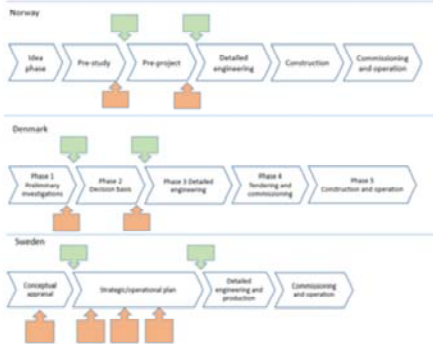 Norway
Idea
phase
Pre-study
Pre-project
Detailed
engineering
Construction
Commissioning
and operation
Denmark
Phase 1
Preliminary
investigations
Phase 2
Decision basis
Phase 3 Detailed
engineering
Phase 4
Tendering and
commissioning
Phase 5
Construction and operation
Sweden
Conceptual
appraisal
Strategic/operational plan
Detailed
engineering and
production
Commissioning
and operation